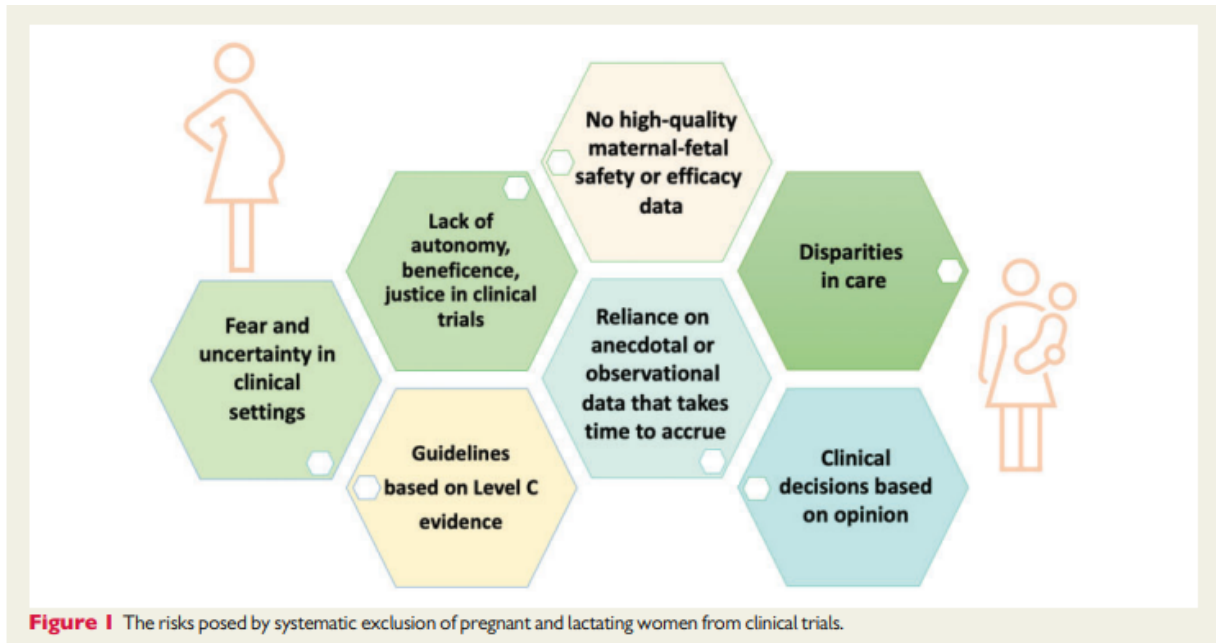 No high-quality
maternal-fetal
safety or efficacy
data
Lack of
autonomy,
beneficence,
justice in clinical
trials
Disparities
in care
Fear and
uncertainty in
clinical
settings
Reliance on
anecdotal or
observational
data that takes
time to accrue
Guidelines
based on Level C
evidence
Clinical
decisions based
on opinion
Figure 1 The risks posed by systematic exclusion of pregnant and lactating women from clinical trials.